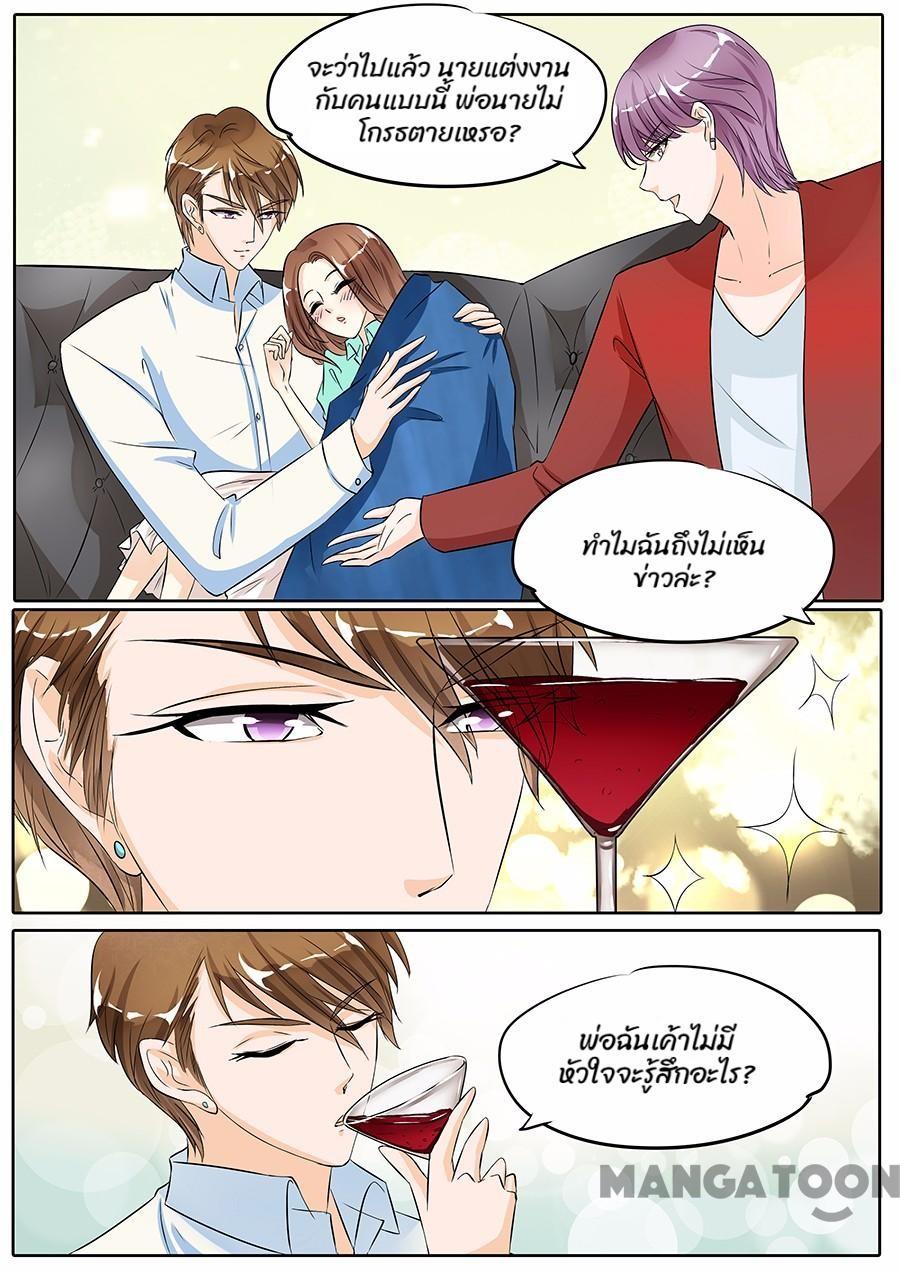 จะว่าไปแล้ว นายแต่งงาน
กับคนแบบนี้ พ่อนายไม่
โกรธตายเหรอ?
ทำไมฉันถึงไม่เห็น
ข่าวล่ะ?
พ่อฉันเค้าไม่มี
หัวใจจะรู้สึกอะไร?
MANGATOON